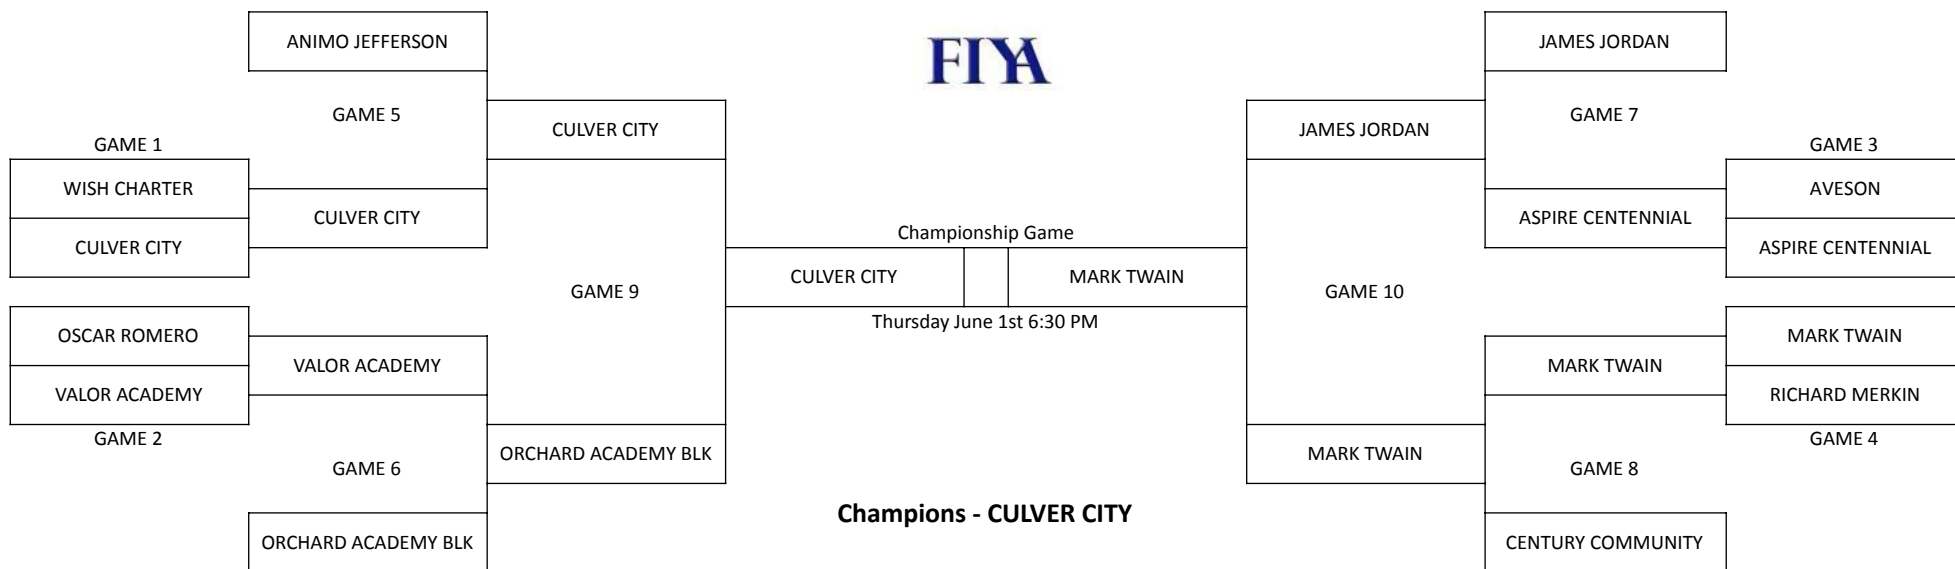 ANIMO JEFFERSON
FIYA
JAMES JORDAN
GAME 5
CULVER CITY
JAMES JORDAN
GAME 7
GAME 1
GAME 3
WISH CHARTER
AVESON
CULVER CITY
ASPIRE CENTENNIAL
CULVER CITY
Championship Game
ASPIRE CENTENNIAL
GAME 9
CULVER CITY
MARK TWAIN
GAME 10
Thursday June 1st 6:30 PM
OSCAR ROMERO
MARK TWAIN
VALOR ACADEMY
MARK TWAIN
VALOR ACADEMY
RICHARD MERKIN
GAME 2
GAME 4
ORCHARD ACADEMY BLK
MARK TWAIN
GAME 6
GAME 8
Champions - CULVER CITY
ORCHARD ACADEMY BLK
CENTURY COMMUNITY